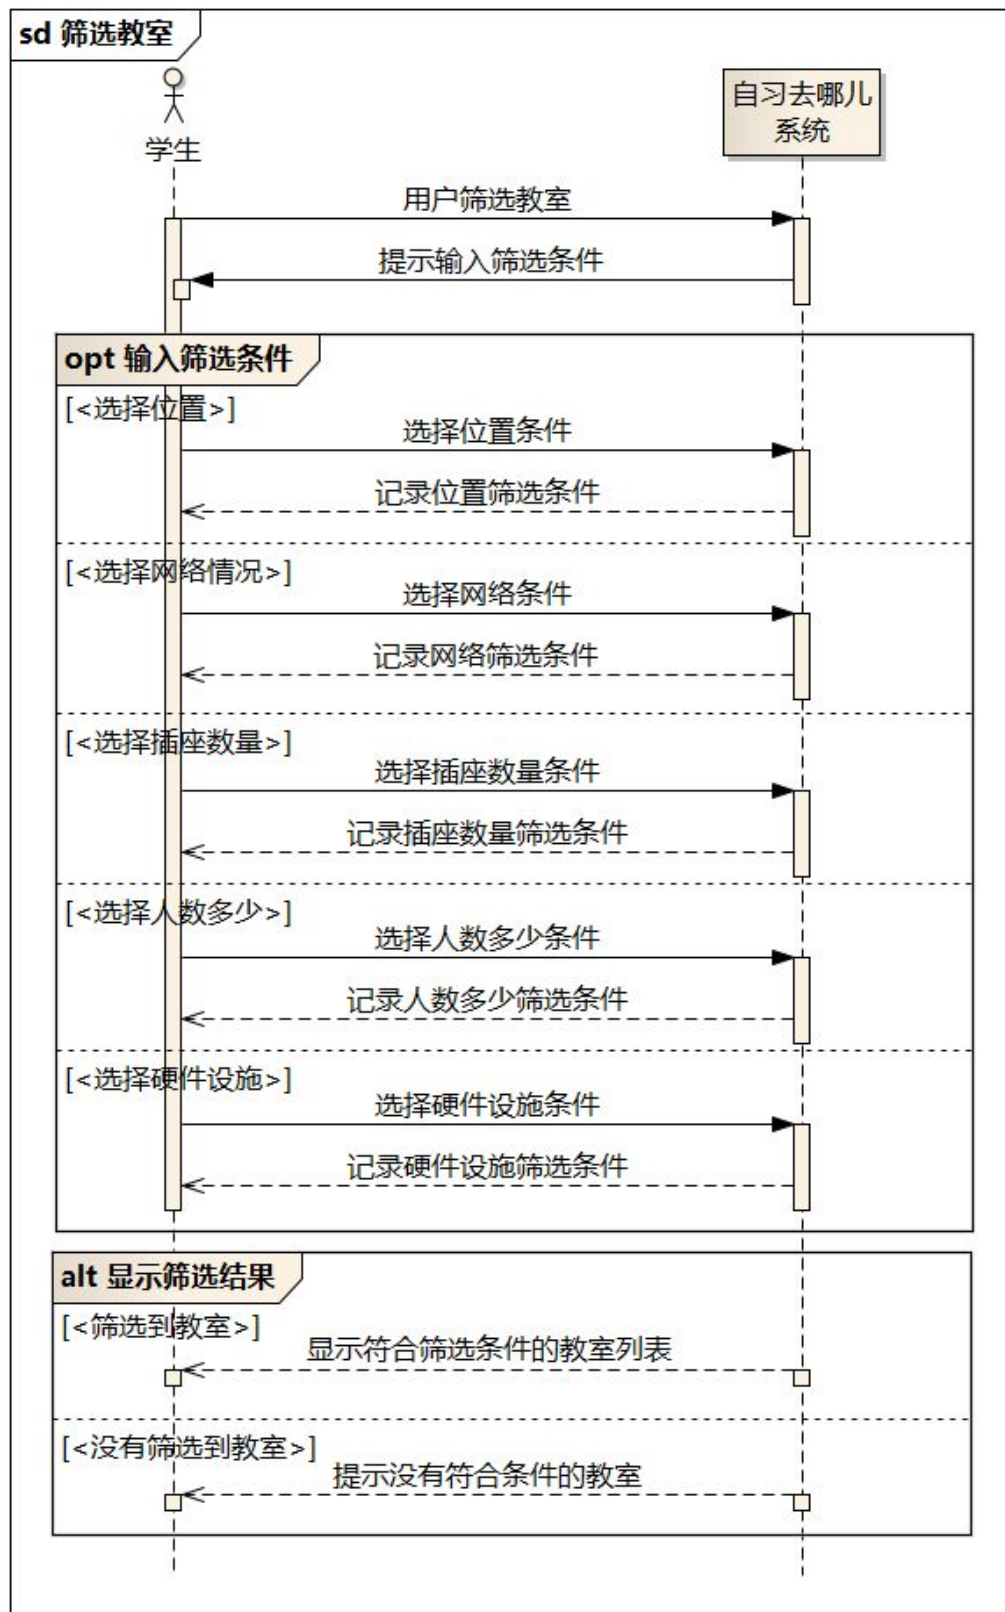 sd 筛选教室
学生
自习去哪儿
系统
用户筛选教室
提示输入筛选条件
opt 输入筛选条件
[<选择位置>]
选择位置条件
记录位置筛选条件
[<选择网络情况>]
选择网络条件
记录网络筛选条件
[<选择插座数量>]
选择插座数量条件
记录插座数量筛选条件
[<选择人数多少>]
选择人数多少条件
记录人数多少筛选条件
[<选择硬件设施>]
选择硬件设施条件
记录硬件设施筛选条件
alt 显示筛选结果
[<筛选到教室>]
显示符合筛选条件的教室列表
[<没有筛选到教室>]
提示没有符合条件的教室